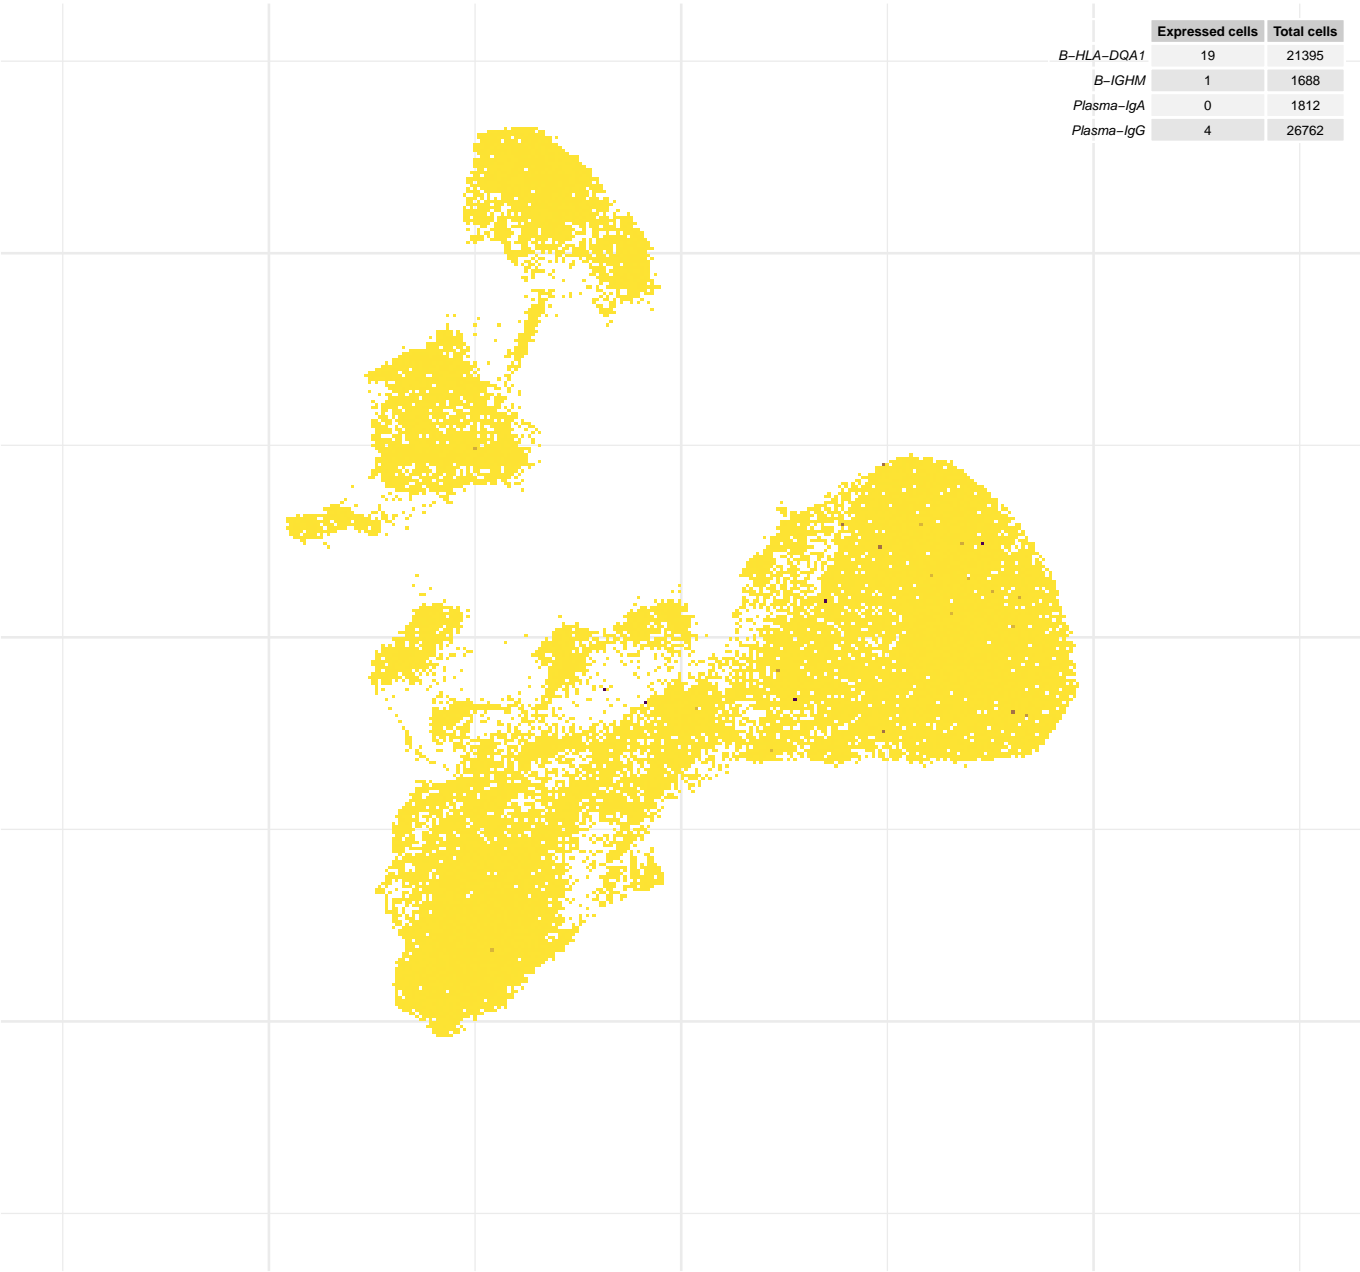 Expressed cells Total cells
B−HLA−DQA1 19 21395
B−IGHM 1 1688
Plasma−IgA 0 1812
Plasma−IgG 4 26762